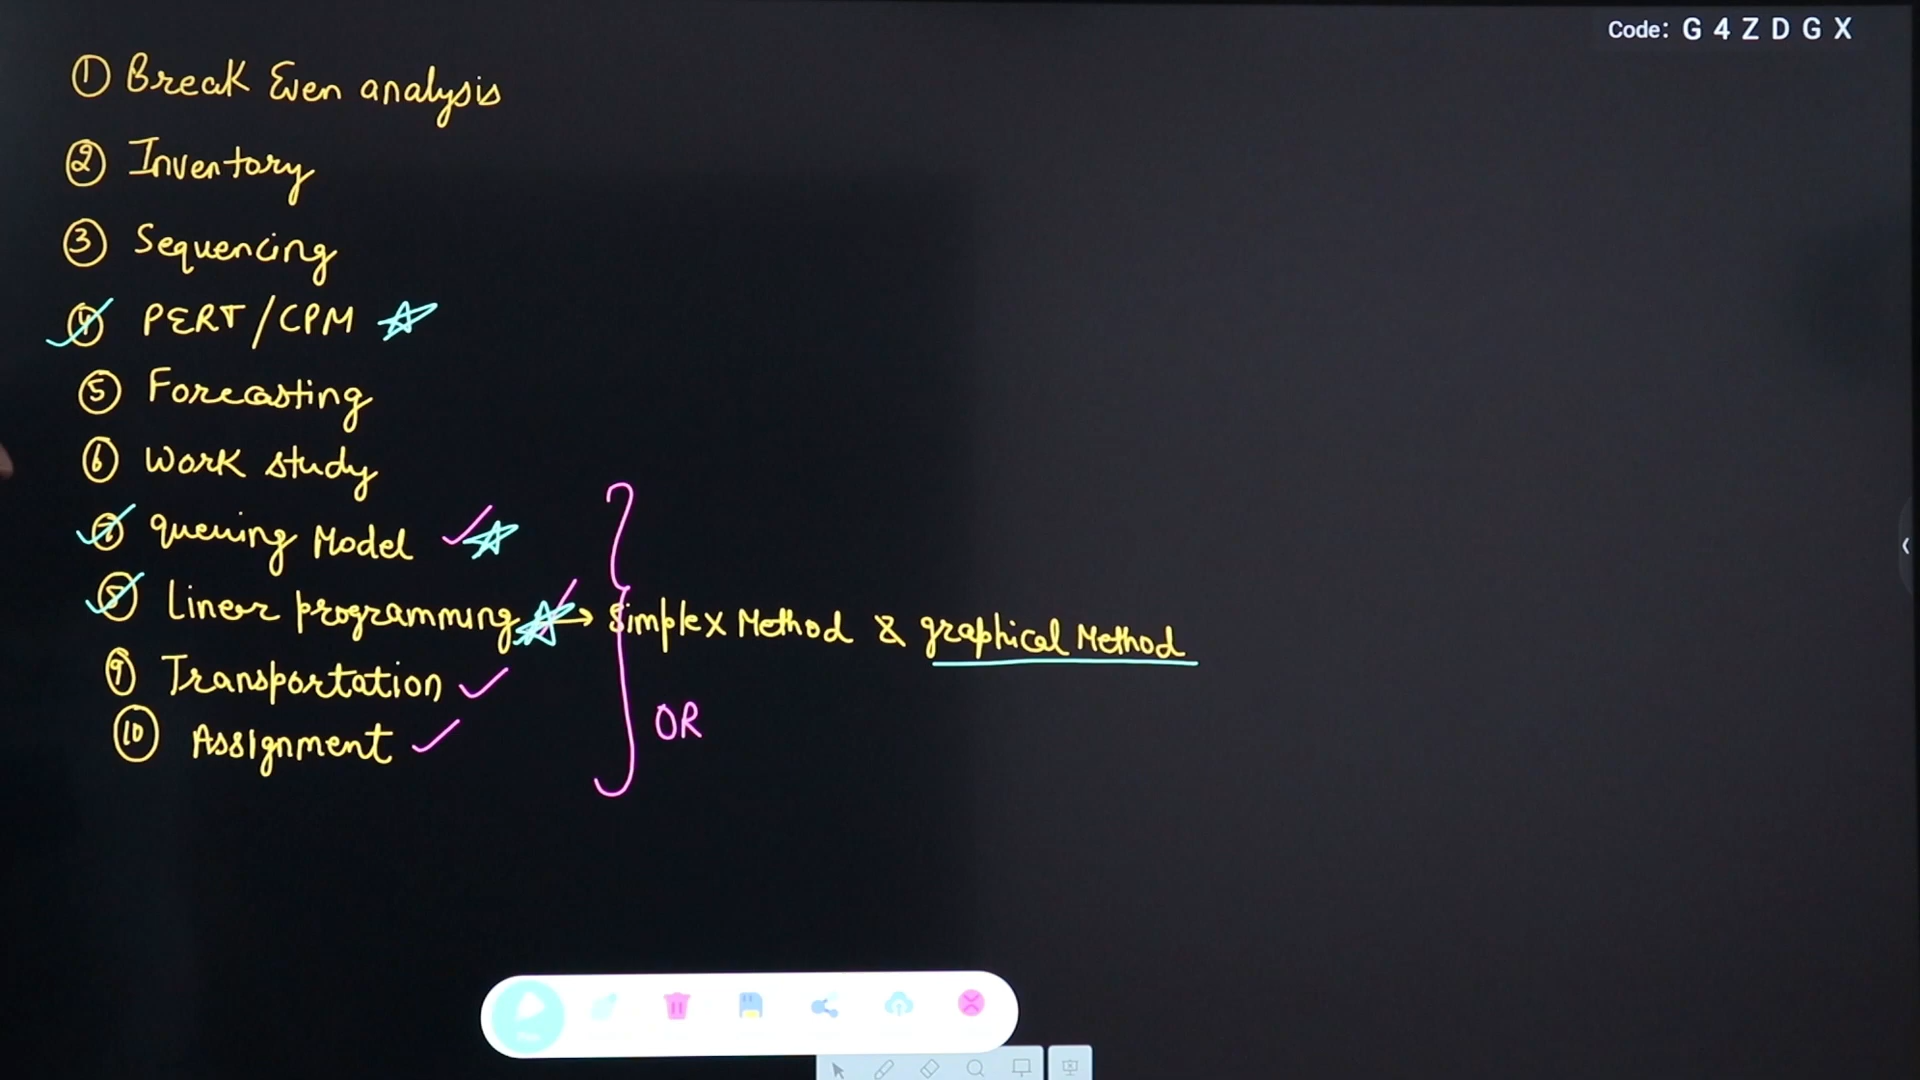 Code: G 4 Z D G X
① Break Even analysis
② Inventory
③ Sequencing
④ PERT/CPM
⑤ Forecasting
⑥ Work study
⑦ Queuing Model
⑧ Linear programming → Simplex Method & graphical Method
⑨ Transportation
⑩ Assignment
OR